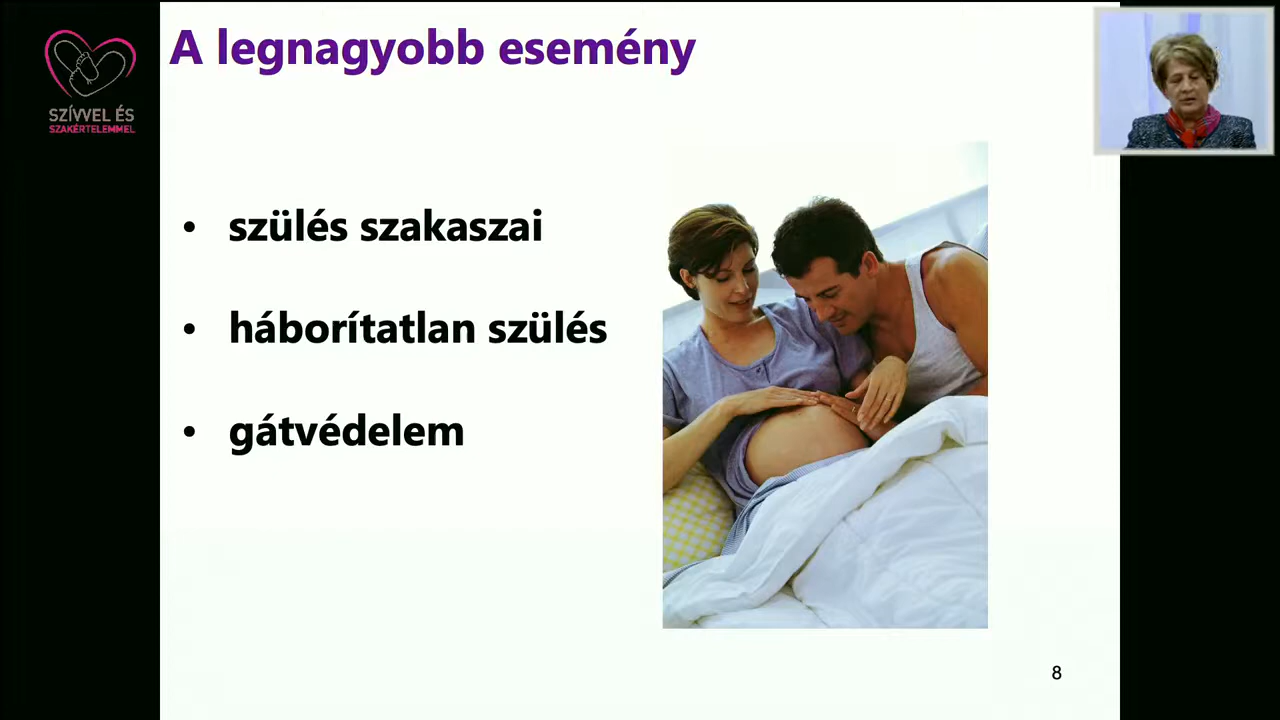 A legnagyobb esemény
SZÍVVEL ÉS
SZAKÉRTELEMMEL
• szülés szakaszai
• háborítatlan szülés
• gátvédelem
8